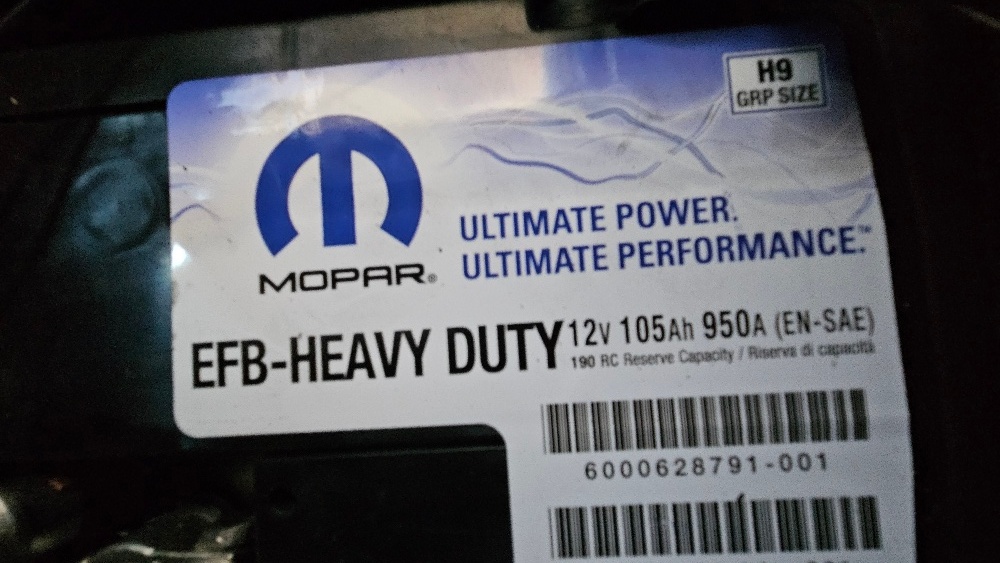 H9
GRP SIZE
MOPAR®
ULTIMATE POWER.
ULTIMATE PERFORMANCE.™
EFB-HEAVY DUTY 12V 105Ah 950A (EN-SAE)
190 RC Reserve Capacity / Riserva di capacità
6000628791-001